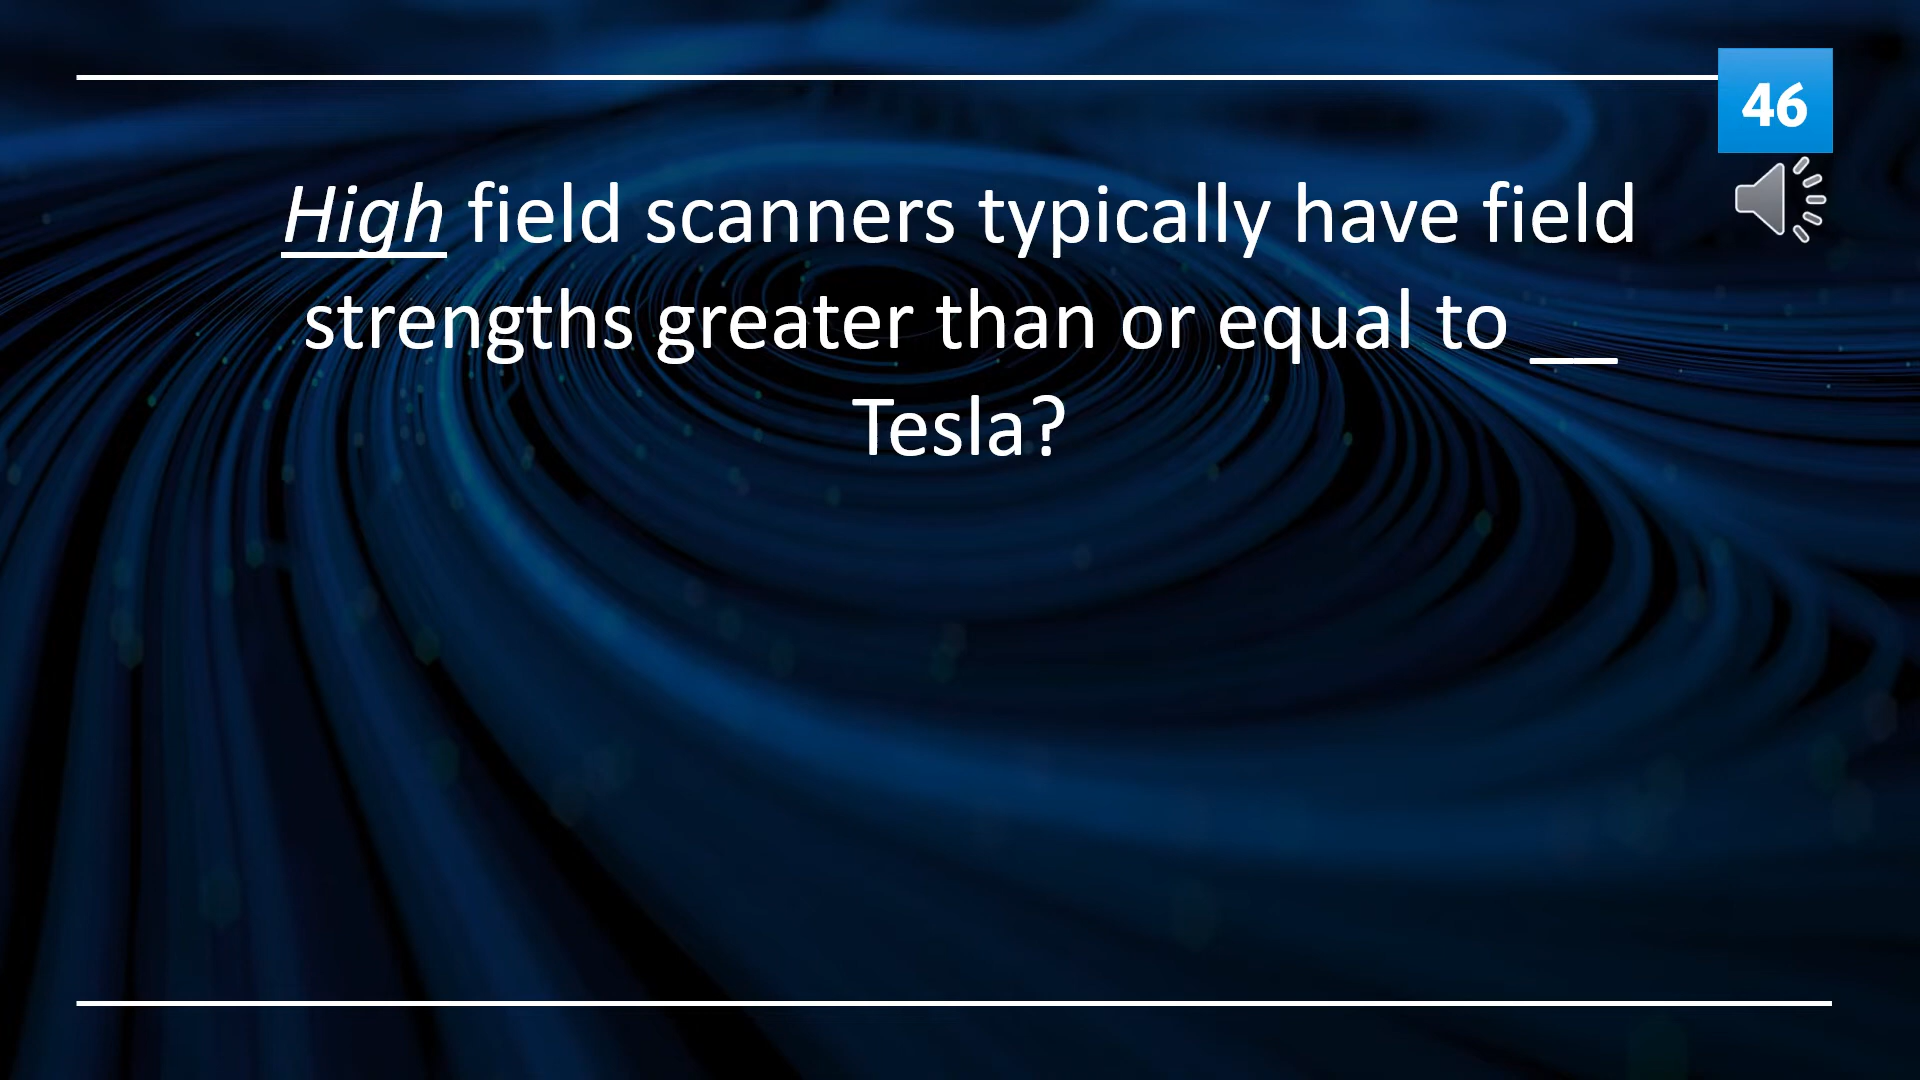 46
High field scanners typically have field
strengths greater than or equal to __
Tesla?